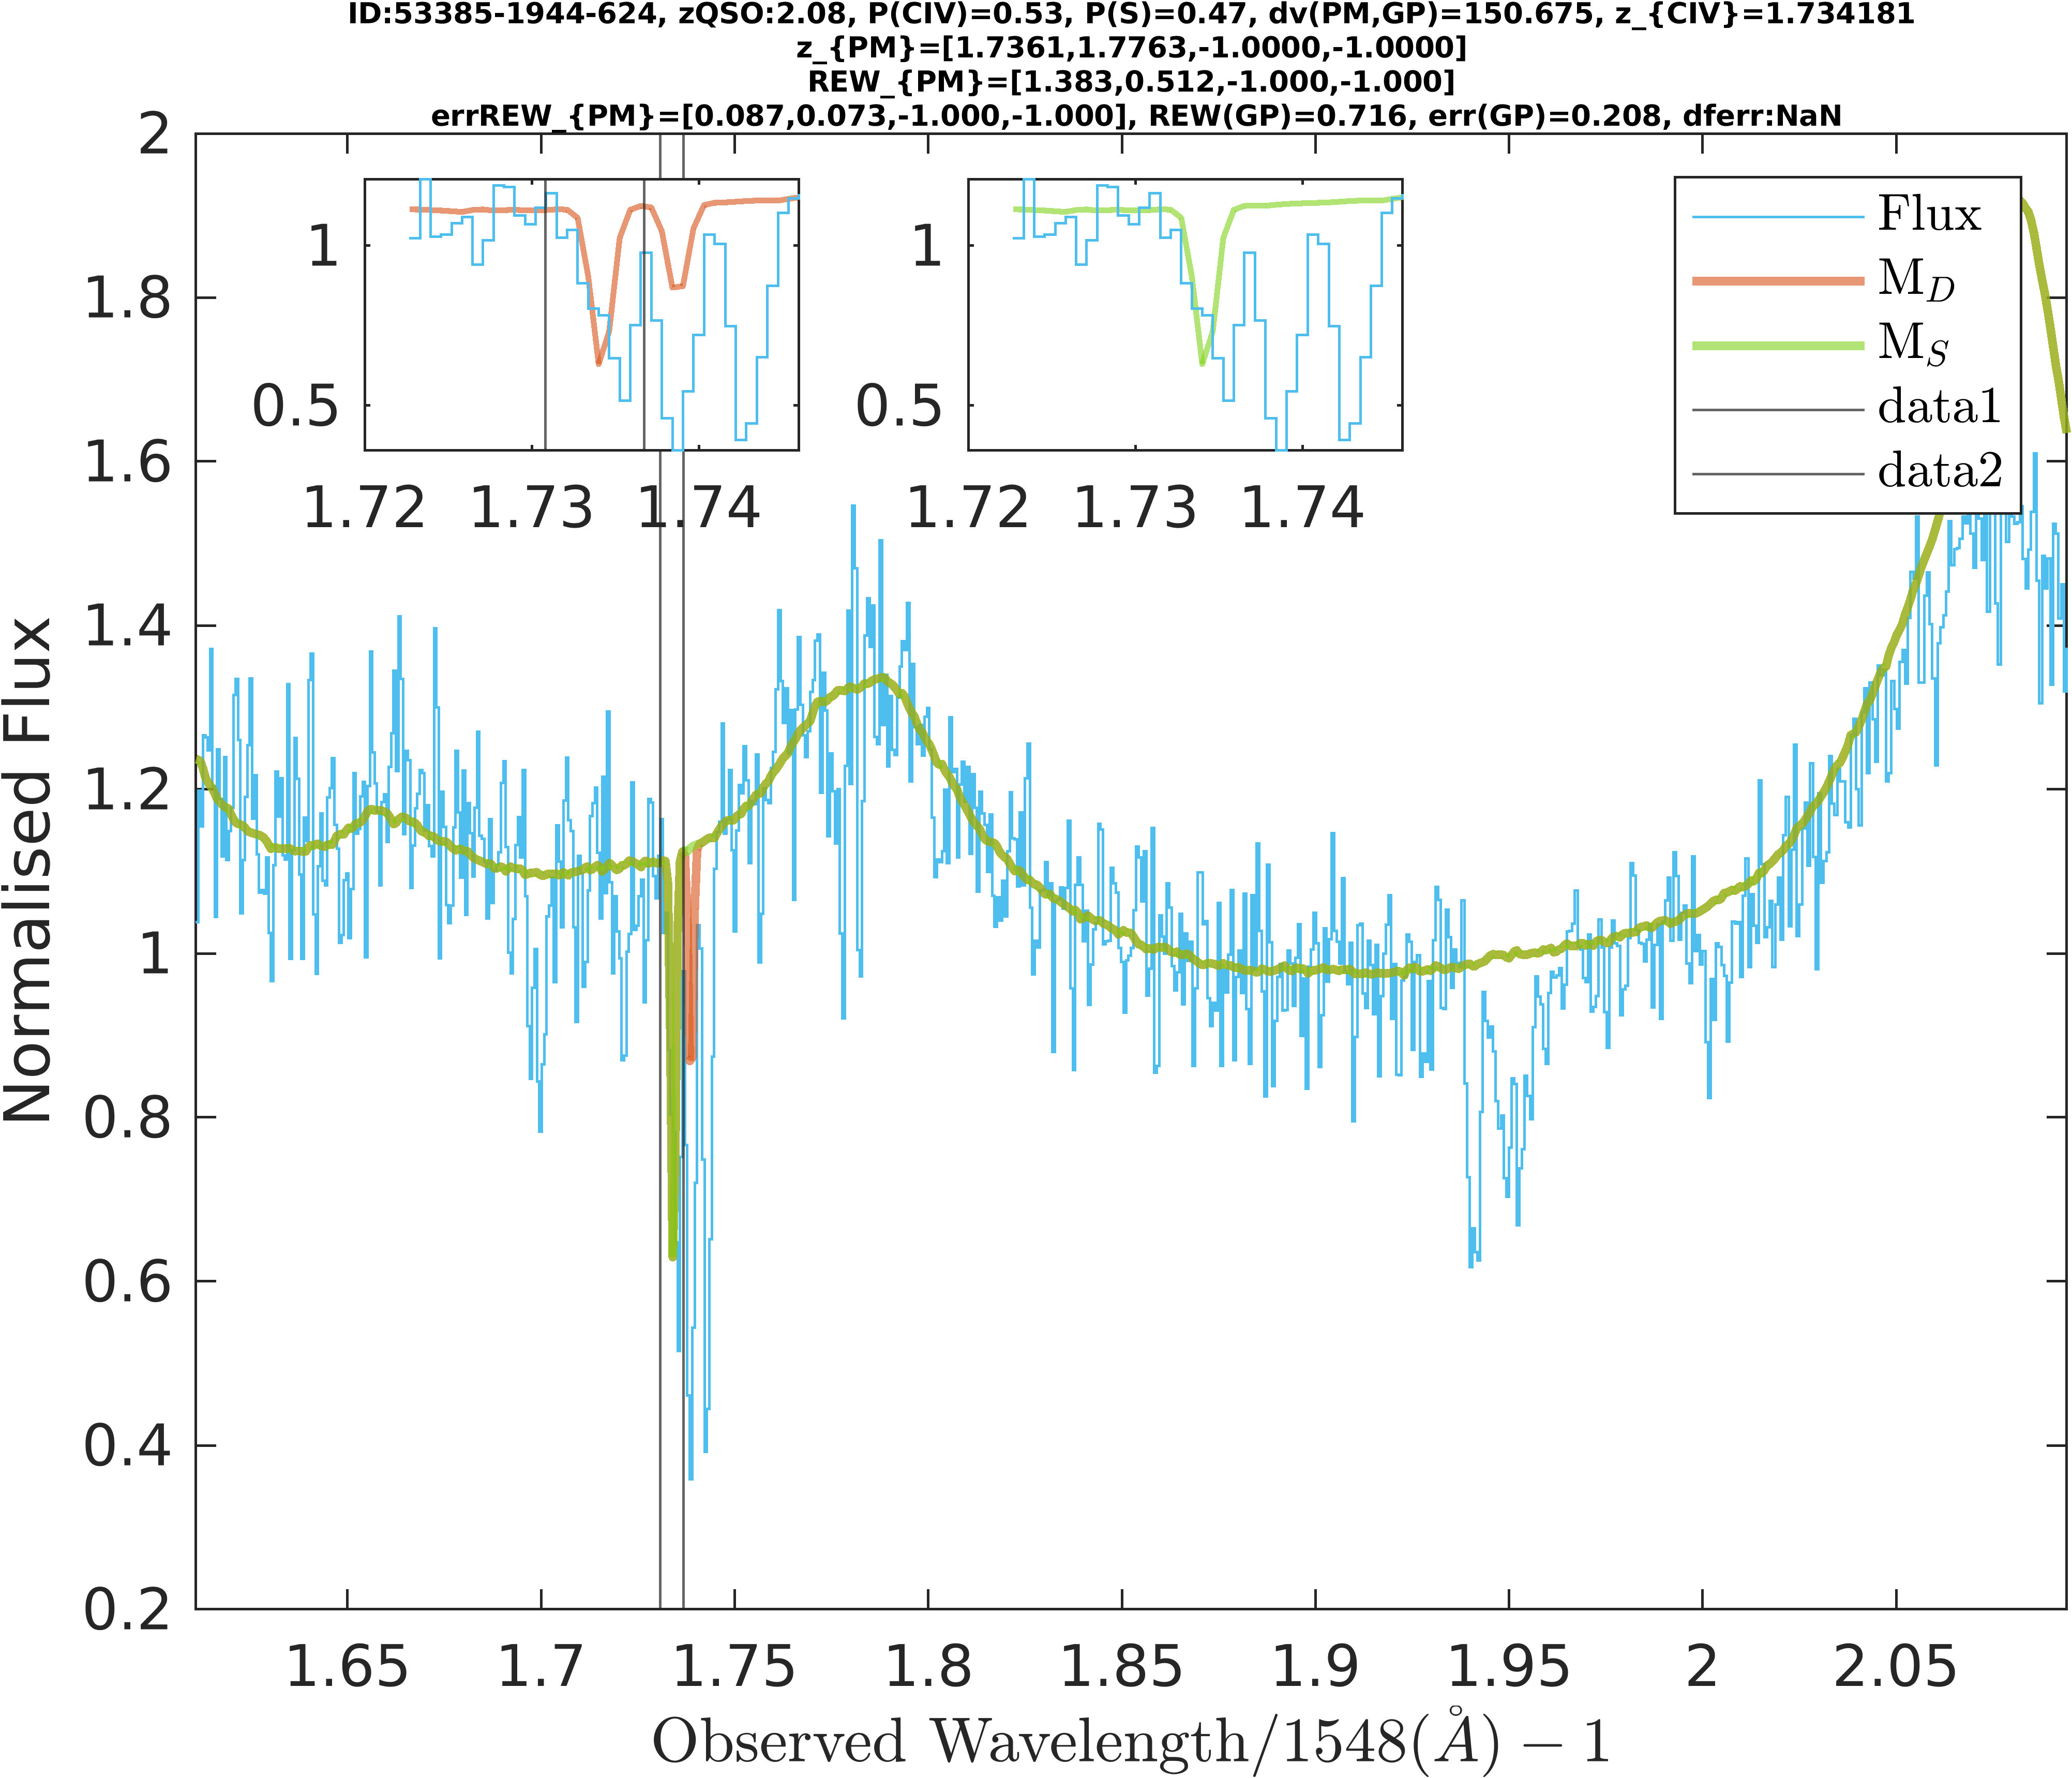 ID:53385-1944-624, zQSO:2.08, P(CIV)=0.53, P(S)=0.47, dv(PM,GP)=150.675, z_{CIV}=1.734181
z_{PM}=[1.7361,1.7763,-1.0000,-1.0000]
REW_{PM}=[1.383,0.512,-1.000,-1.000]
errREW_{PM}=[0.087,0.073,-1.000,-1.000], REW(GP)=0.716, err(GP)=0.208, dferr:NaN
2
1.8
1.6
1.4
1.2
1
0.8
0.6
0.4
0.2
Normalised Flux
1
0.5
1.72 1.73 1.74
1
0.5
1.72 1.73 1.74
Flux
M_D
M_S
data1
data2
1.65 1.7 1.75 1.8 1.85 1.9 1.95 2 2.05
Observed Wavelength/1548(Å) − 1